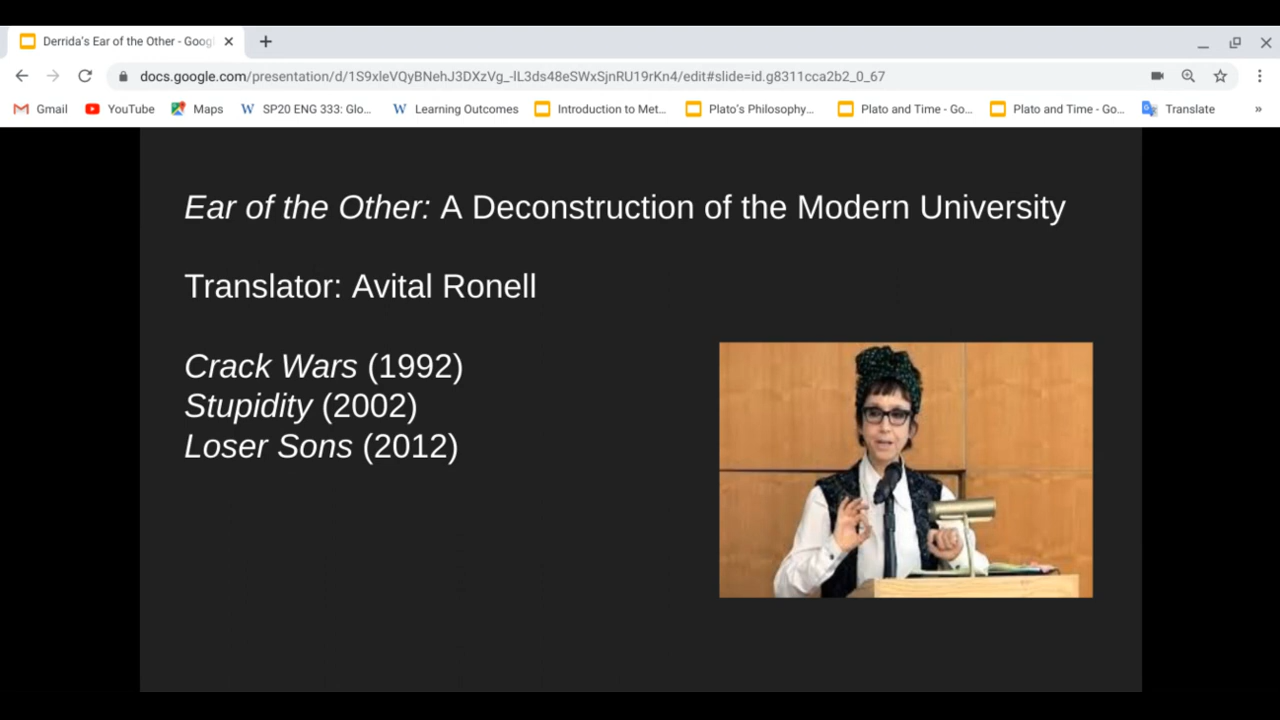 Derrida's Ear of the Other - Goog
docs.google.com/presentation/d/1S9xleVQyBNehJ3DXzVg_-lL3ds48eSWxSjnRU19rKn4/edit#slide=id.g8311cca2b2_0_67
Gmail YouTube Maps SP20 ENG 333: Glo... Learning Outcomes Introduction to Met... Plato's Philosophy... Plato and Time - Go... Plato and Time - Go... Translate »
Ear of the Other: A Deconstruction of the Modern University
Translator: Avital Ronell
Crack Wars (1992)
Stupidity (2002)
Loser Sons (2012)